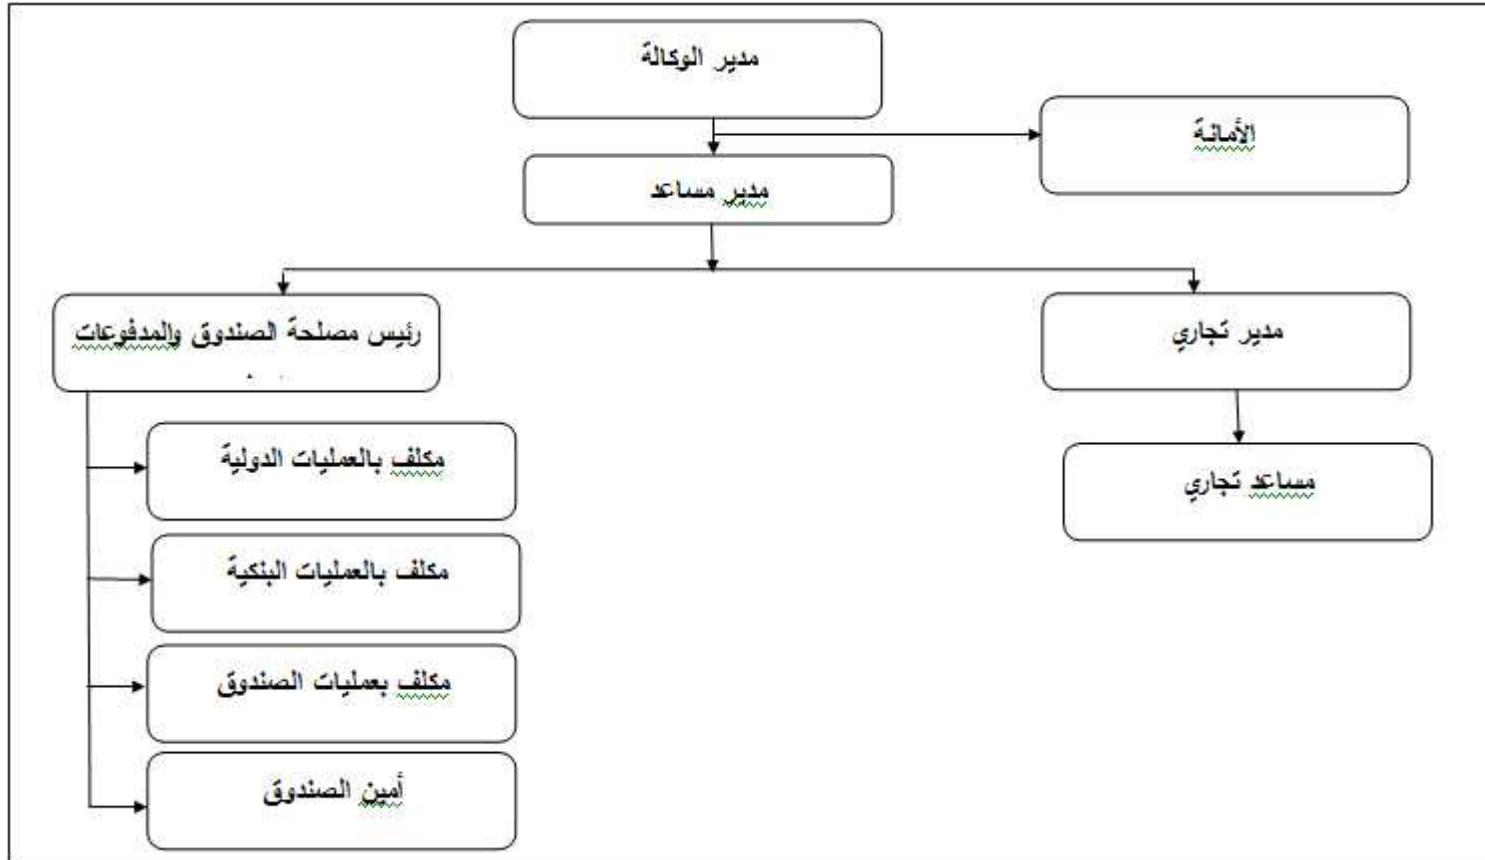 مدير الوكالة
الأمانة
مدير مساعد
مدير تجاري
رئيس مصلحة الصندوق والمدفوعات
مساعد تجاري
مكلف بالعمليات الدولية
مكلف بالعمليات البنكية
مكلف بعمليات الصندوق
أمين الصندوق